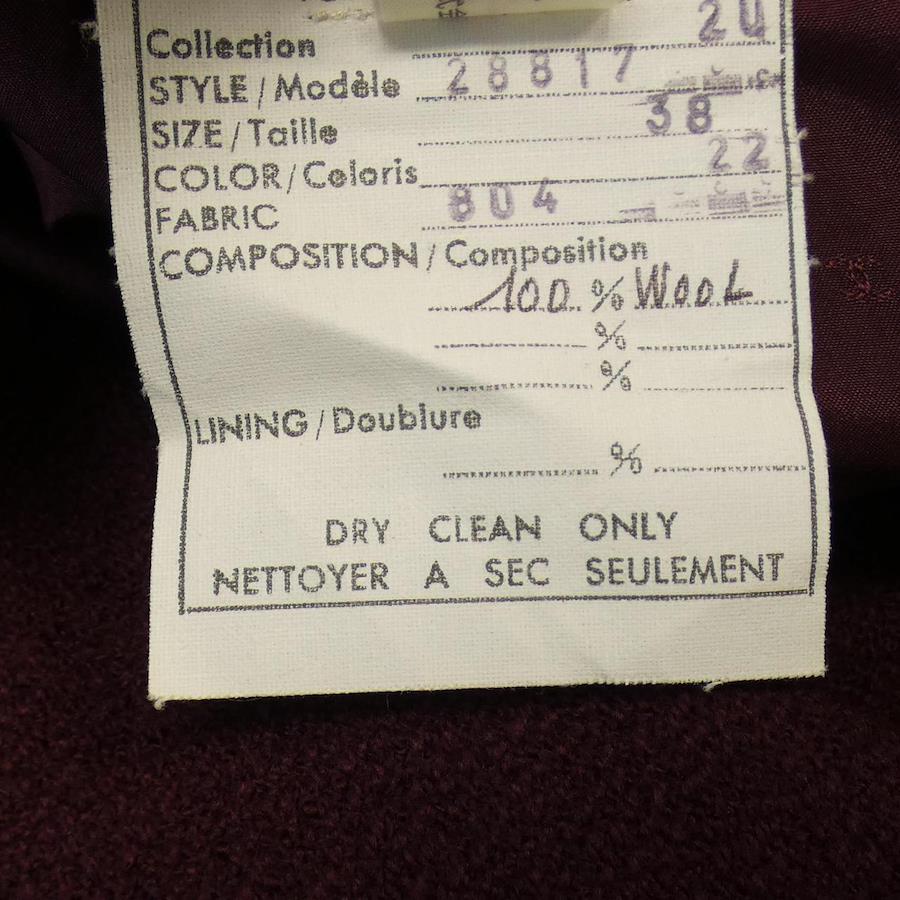 Collection 20
STYLE/Modèle 28817
SIZE/Taille 38
COLOR/Coloris 22
FABRIC 804
COMPOSITION/Composition
100 % WOOL
%
%
LINING/Doublure
%
DRY CLEAN ONLY
NETTOYER A SEC SEULEMENT